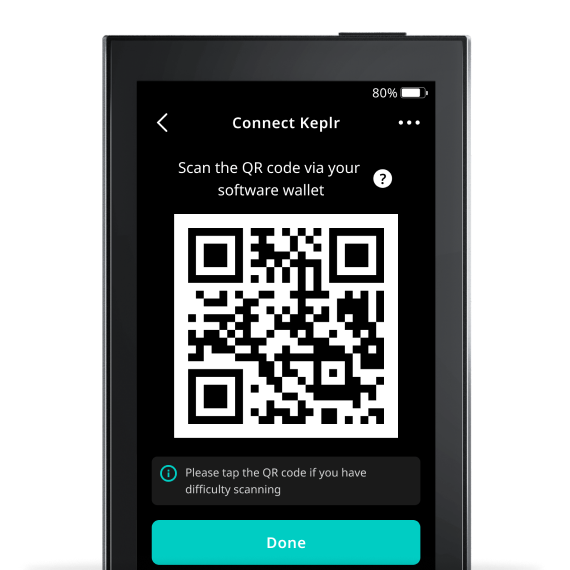 80%
Connect Keplr
Scan the QR code via your
software wallet
?
Please tap the QR code if you have
difficulty scanning
Done